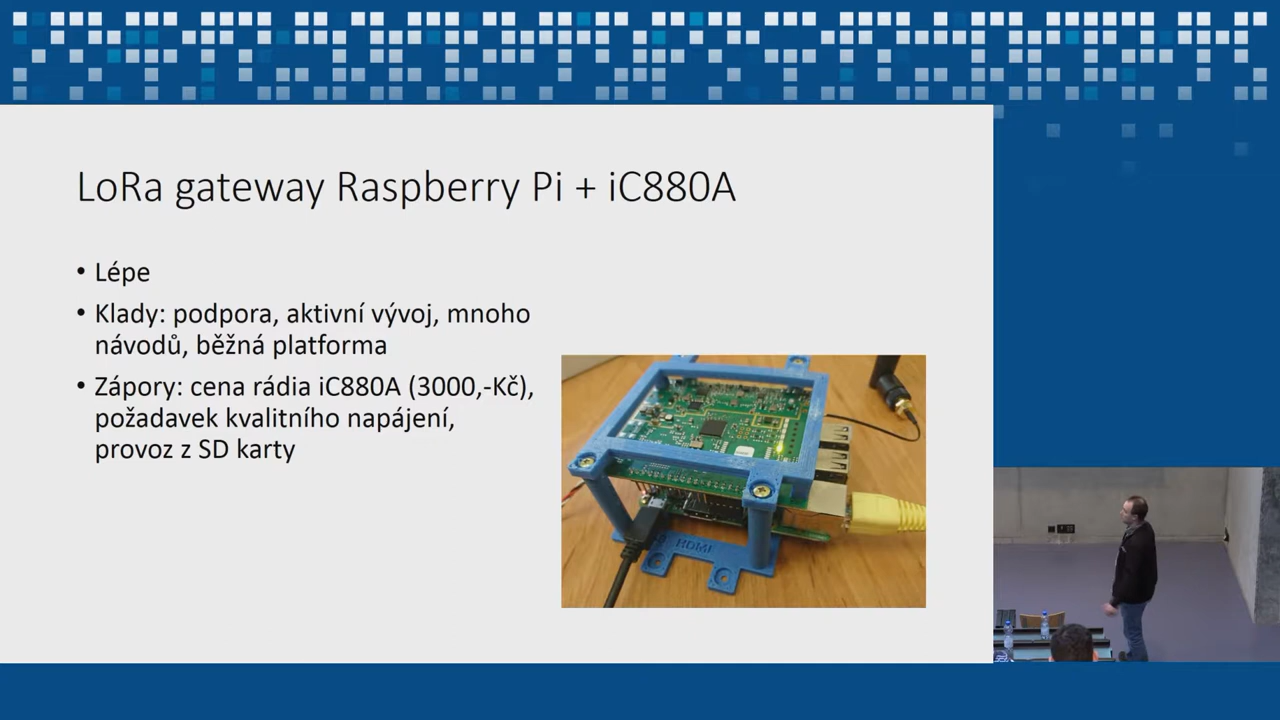 LoRa gateway Raspberry Pi + iC880A
• Lépe
• Klady: podpora, aktivní vývoj, mnoho
návodů, běžná platforma
• Zápory: cena rádia iC880A (3000,-Kč),
požadavek kvalitního napájení,
provoz z SD karty
HDMI